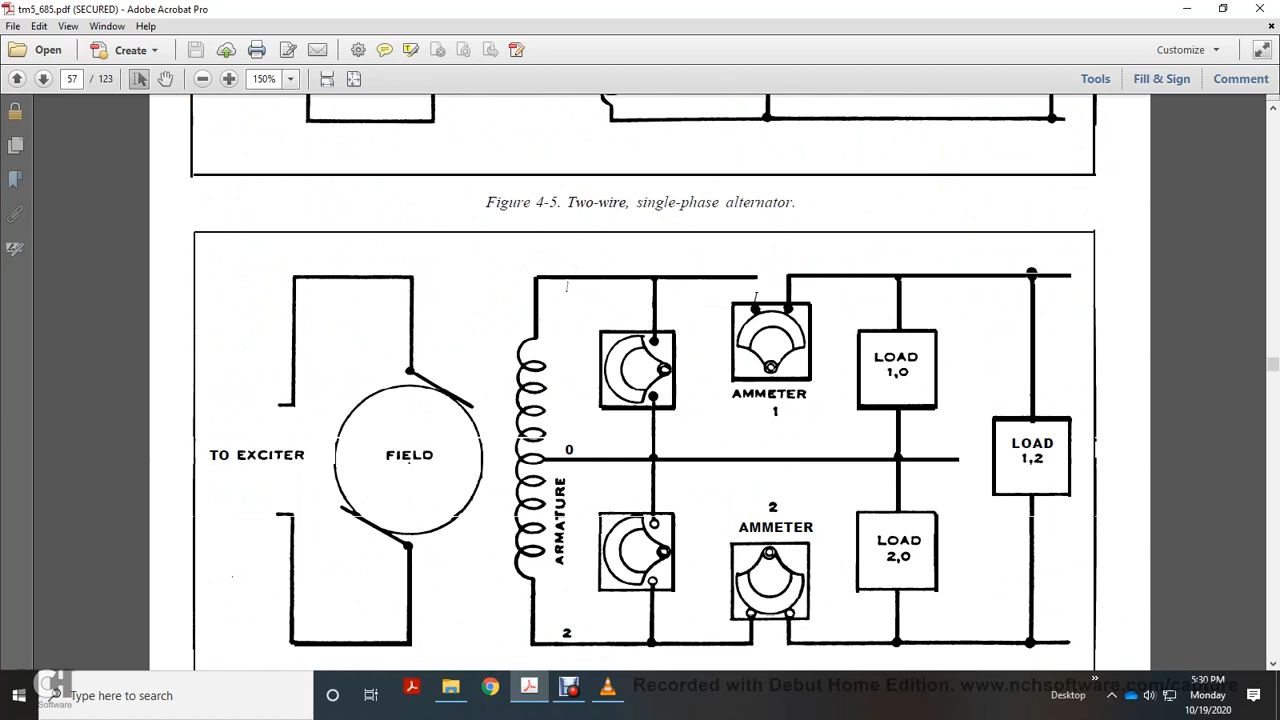 tm5_685.pdf (SECURED) - Adobe Acrobat Pro
File Edit View Window Help
Open Create Customize
57 / 123 150% Tools Fill & Sign Comment
Figure 4-5. Two-wire, single-phase alternator.
TO EXCITER
FIELD
ARMATURE
0
2
AMMETER
1
2
AMMETER
LOAD
1,0
LOAD
2,0
LOAD
1,2
Recorded with Debut Home Edition. www.nchsoftware.com/capture
Software
Type here to search
Desktop
5:30 PM
Monday
10/19/2020